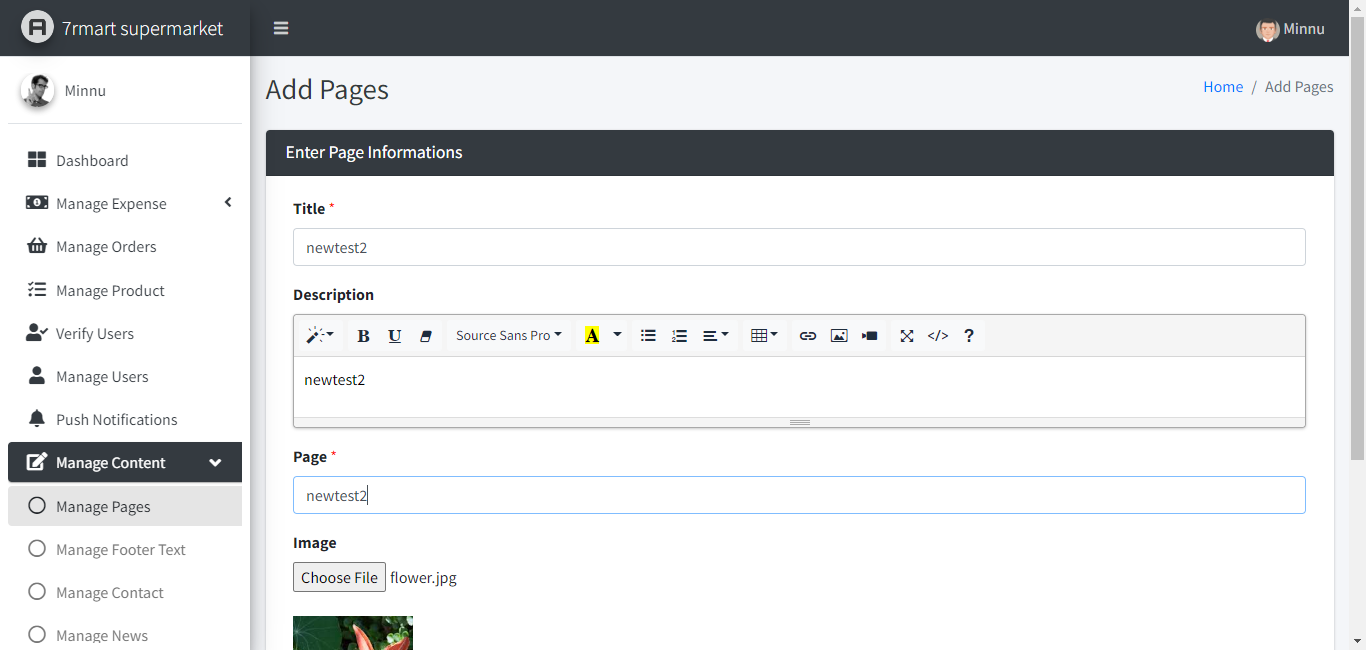 7rmart supermarket
Minnu
Minnu
Dashboard
Manage Expense
Manage Orders
Manage Product
Verify Users
Manage Users
Push Notifications
Manage Content
Manage Pages
Manage Footer Text
Manage Contact
Manage News
Add Pages
Home / Add Pages
Enter Page Informations
Title *
newtest2
Description
B U Source Sans Pro A </> ?
newtest2
Page *
newtest2
Image
Choose File flower.jpg